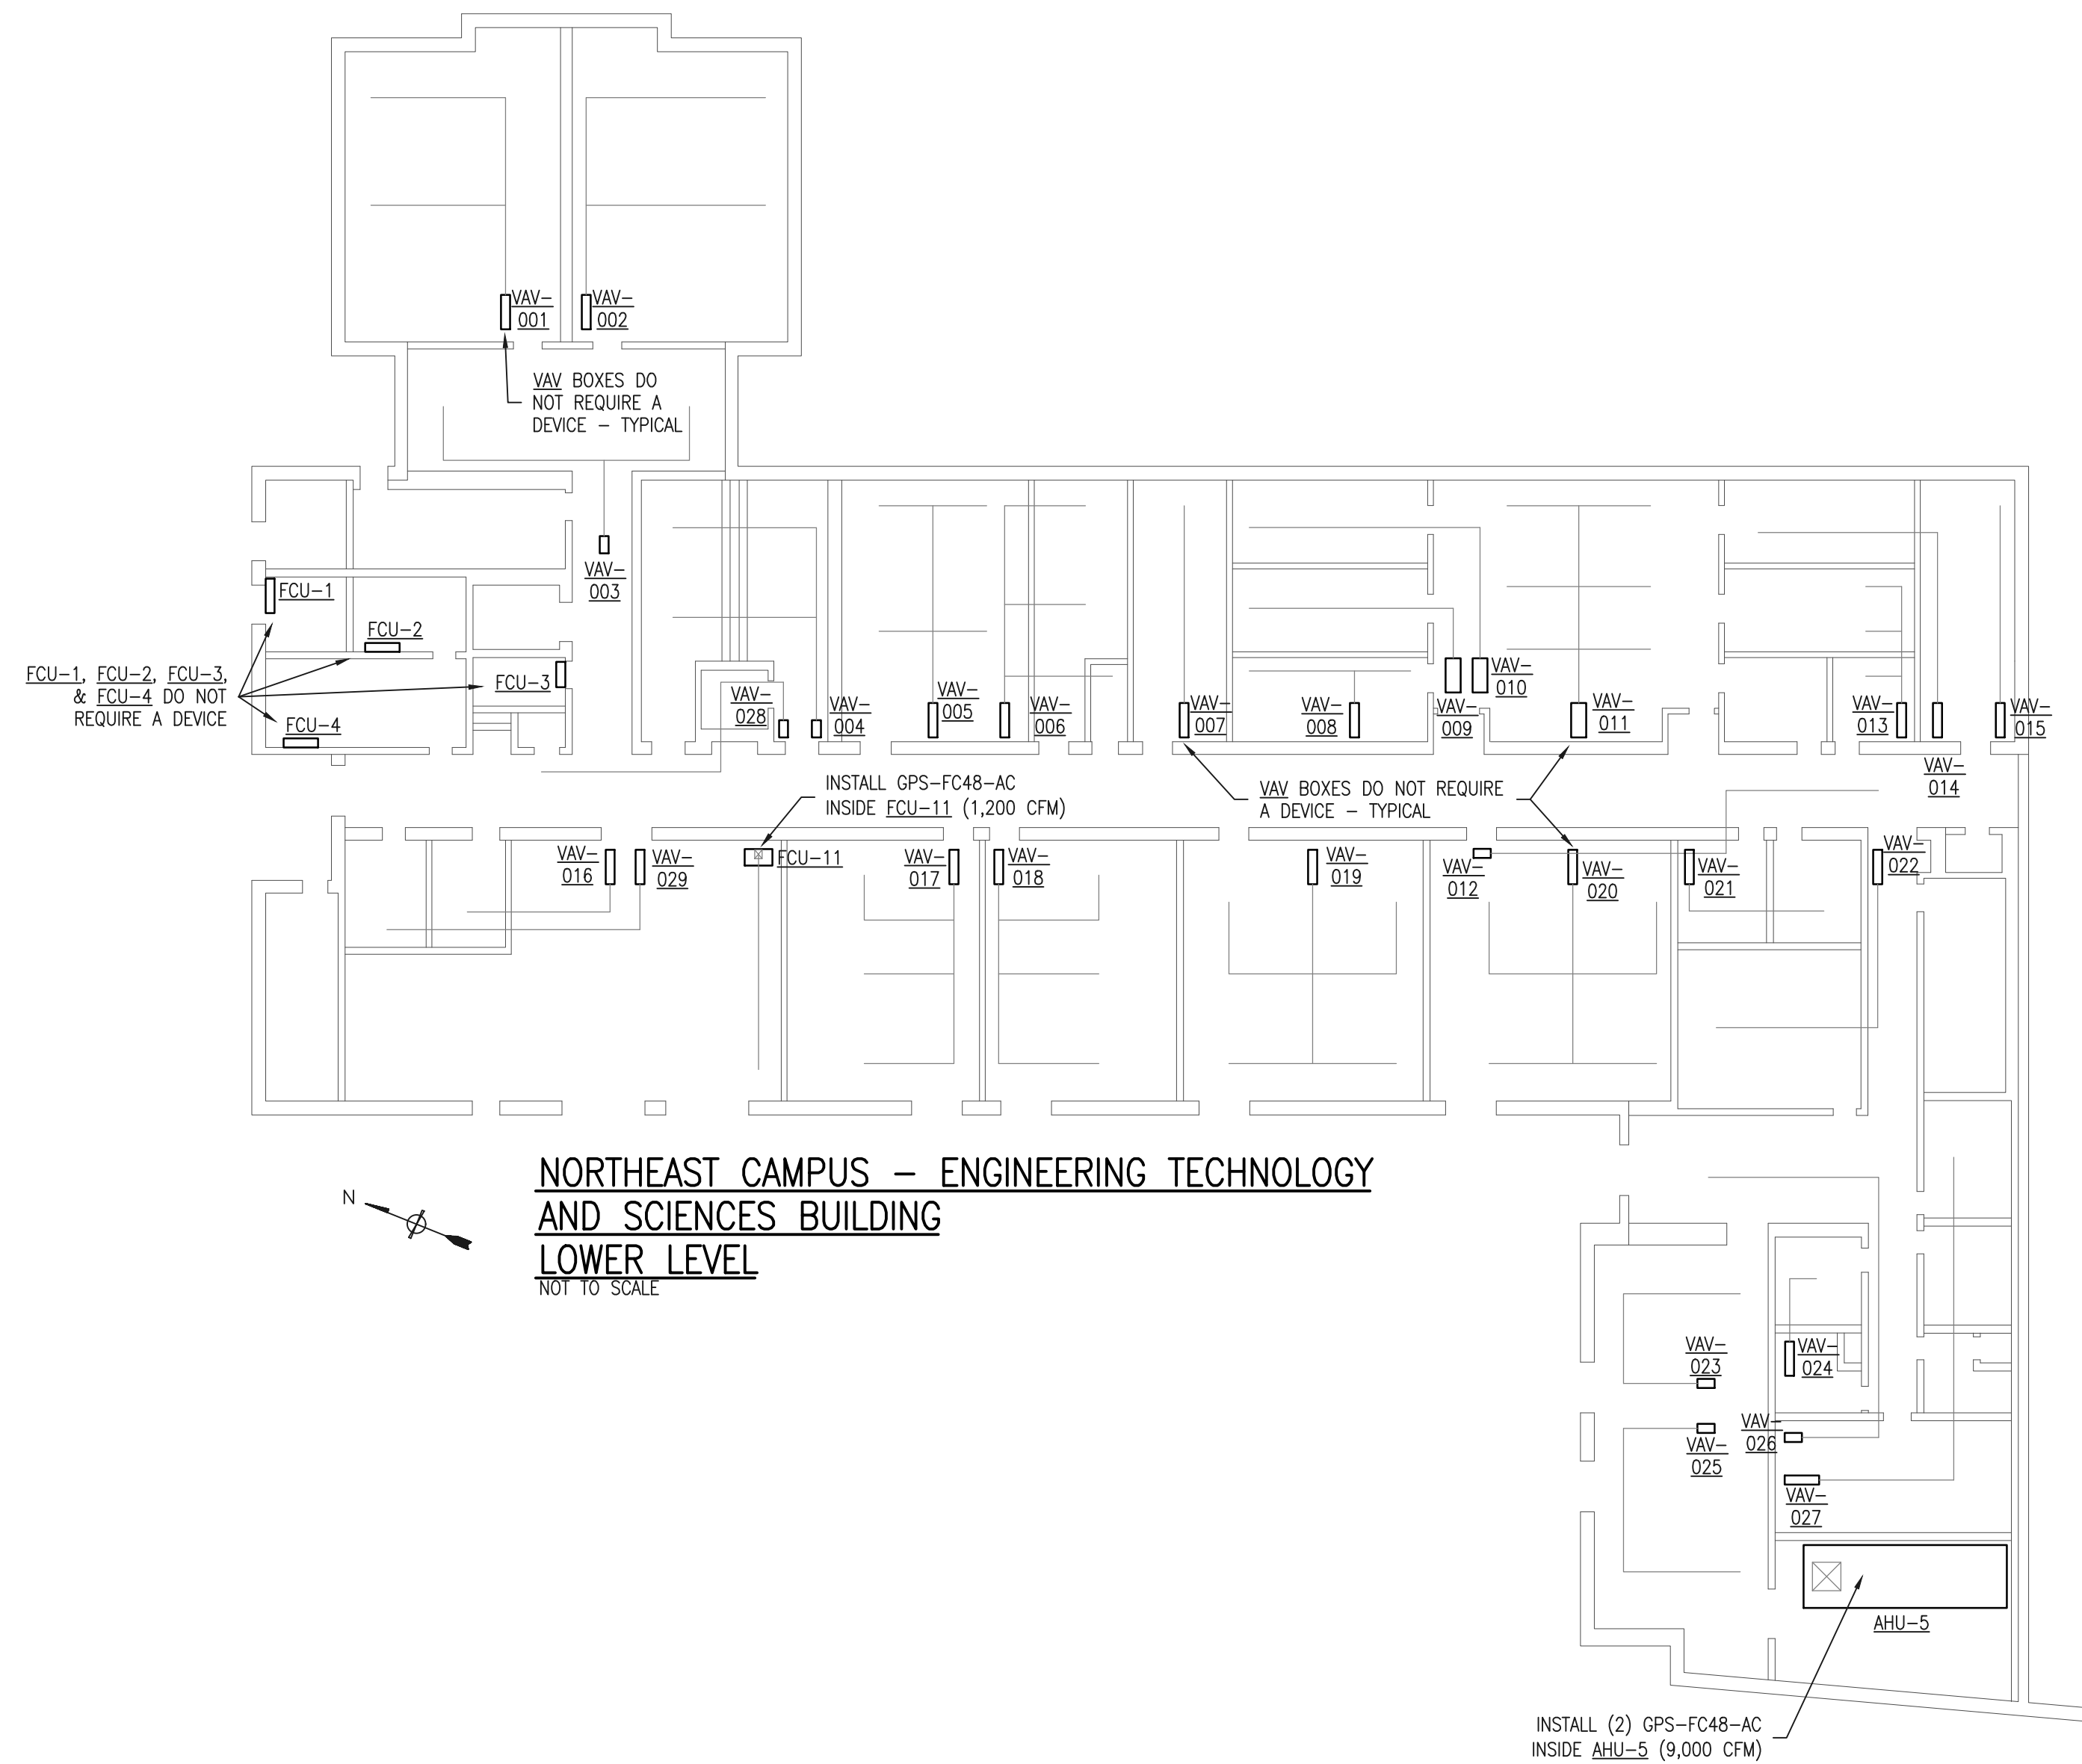 VAV-
001
VAV-
002
VAV BOXES DO
NOT REQUIRE A
DEVICE - TYPICAL
VAV-
003
FCU-1
FCU-2
FCU-3
FCU-4
FCU-1, FCU-2, FCU-3,
& FCU-4 DO NOT
REQUIRE A DEVICE
VAV-
028
VAV-
004
VAV-
005
VAV-
006
VAV-
007
VAV-
008
VAV-
009
VAV-
010
VAV-
011
VAV-
013
VAV-
014
VAV-
015
INSTALL GPS-FC48-AC
INSIDE FCU-11 (1,200 CFM)
VAV BOXES DO NOT REQUIRE
A DEVICE - TYPICAL
VAV-
016
VAV-
029
FCU-11
VAV-
017
VAV-
018
VAV-
019
VAV-
012
VAV-
020
VAV-
021
VAV-
022
N
NORTHEAST CAMPUS - ENGINEERING TECHNOLOGY
AND SCIENCES BUILDING
LOWER LEVEL
NOT TO SCALE
VAV-
023
VAV-
024
VAV-
025
VAV-
026
VAV-
027
AHU-5
INSTALL (2) GPS-FC48-AC
INSIDE AHU-5 (9,000 CFM)